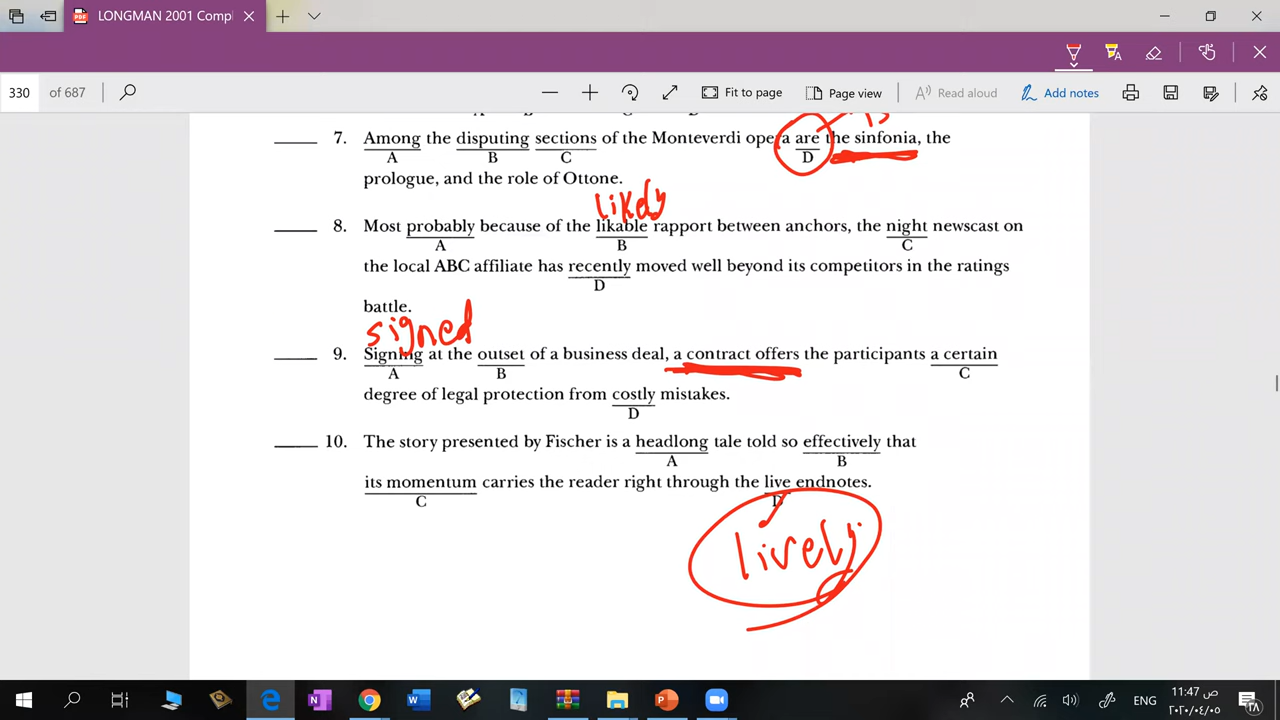 LONGMAN 2001 Compl
330 of 687
Fit to page
Page view
Read aloud
Add notes
is
7. Among the disputing sections of the Monteverdi opera are the sinfonia, the
A B C D
prologue, and the role of Ottone.
likely
8. Most probably because of the likable rapport between anchors, the night newscast on
A B C
the local ABC affiliate has recently moved well beyond its competitors in the ratings
D
battle.
signed
9. Signing at the outset of a business deal, a contract offers the participants a certain
A B C
degree of legal protection from costly mistakes.
D
10. The story presented by Fischer is a headlong tale told so effectively that
A B
its momentum carries the reader right through the live endnotes.
C D
lively
ENG
11:47 ص
٢٠٢٠/٠٤/٠٥